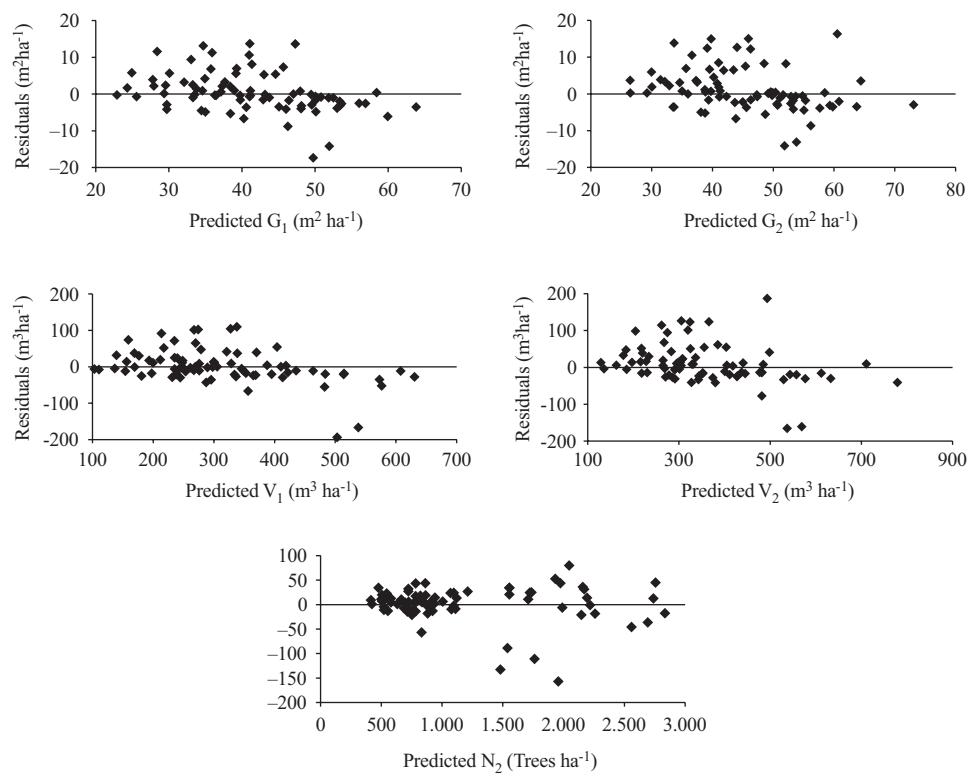 20
10
0
–10
–20
Residuals (m²ha⁻¹)
20 30 40 50 60 70
Predicted G₁ (m² ha⁻¹)
20
10
0
–10
–20
Residuals (m²ha⁻¹)
20 30 40 50 60 70 80
Predicted G₂ (m² ha⁻¹)
200
100
0
-100
-200
Residuals (m³ha⁻¹)
100 200 300 400 500 600 700
Predicted V₁ (m³ ha⁻¹)
200
100
0
-100
-200
Residuals (m³ha⁻¹)
100 300 500 700 900
Predicted V₂ (m³ ha⁻¹)
100
50
0
–50
–100
–150
–200
Residuals (m³ha⁻¹)
0 500 1.000 1.500 2.000 2.500 3.000
Predicted N₂ (Trees ha⁻¹)